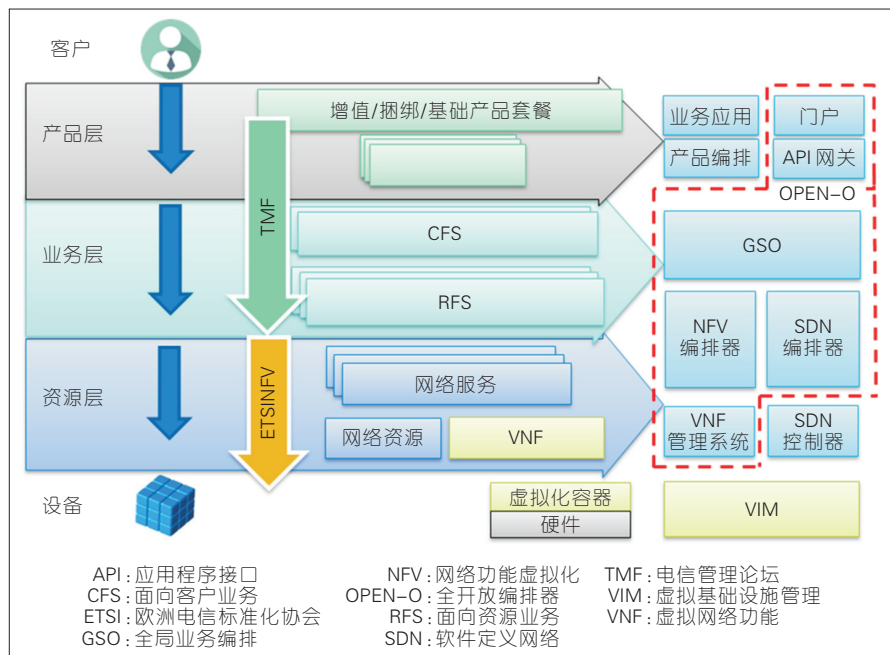 客户
产品层
增值/捆绑/基础产品套餐
业务应用
门户
产品编排
API 网关
OPEN-O
TMF
业务层
CFS
RFS
GSO
NFV
编排器
SDN
编排器
资源层
ETSINFV
网络服务
网络资源
VNF
VNF
管理系统
SDN
控制器
设备
虚拟化容器
硬件
VIM
API:应用程序接口
CFS:面向客户业务
ETSI:欧洲电信标准化协会
GSO:全局业务编排
NFV:网络功能虚拟化
OPEN-O:全开放编排器
RFS:面向资源业务
SDN:软件定义网络
TMF:电信管理论坛
VIM:虚拟基础设施管理
VNF:虚拟网络功能